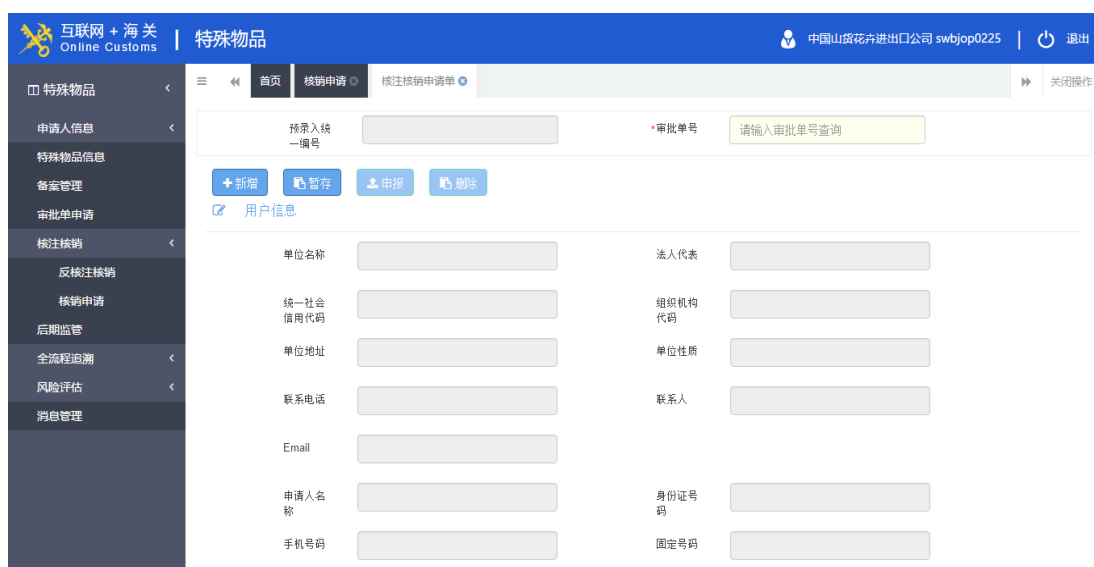 互联网 + 海 关
Online Customs
特殊物品
中国山货花卉进出口公司 swbjop0225
退出
特殊物品
首页
核销申请
核注核销申请单
关闭操作
申请人信息
特殊物品信息
备案管理
审批单申请
核注核销
反核注核销
核销申请
后期监管
全流程追溯
风险评估
消息管理
预录入统
一编号
*审批单号
请输入审批单号查询
新增
暂存
申报
删除
用户信息
单位名称
法人代表
统一社会
信用代码
组织机构
代码
单位地址
单位性质
联系电话
联系人
Email
申请人名
称
身份证号
码
手机号码
固定号码